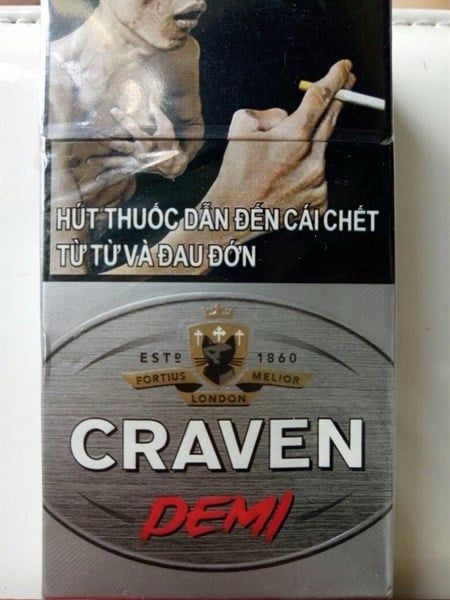 HÚT THUỐC DẪN ĐẾN CÁI CHẾT
TỪ TỪ VÀ ĐAU ĐỚN
ESTD 1860
FORTIUS MELIOR
LONDON
CRAVEN
DEMI